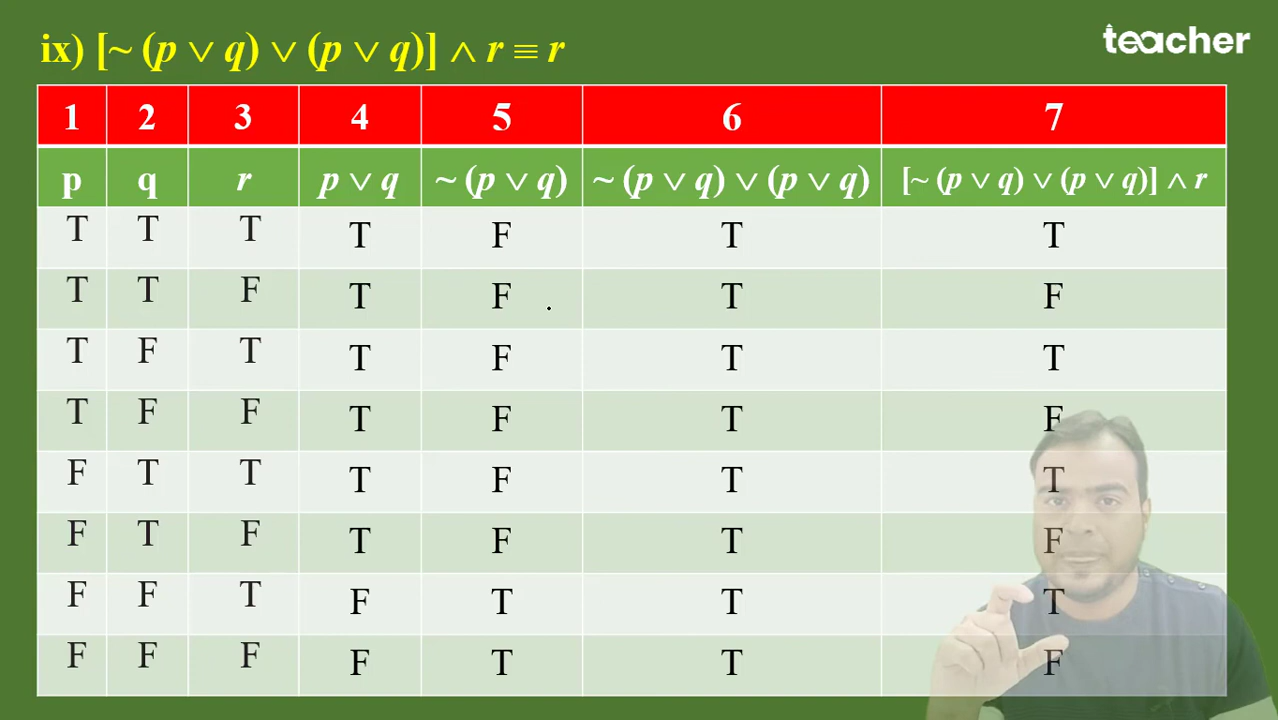 ix) [~ (p ∨ q) ∨ (p ∨ q)] ∧ r ≡ r
teacher
1 2 3 4 5 6 7
p q r p ∨ q ~ (p ∨ q) ~ (p ∨ q) ∨ (p ∨ q) [~ (p ∨ q) ∨ (p ∨ q)] ∧ r
T T T T F T T
T T F T F T F
T F T T F T T
T F F T F T F
F T T T F T T
F T F T F T F
F F T F T T T
F F F F T T F